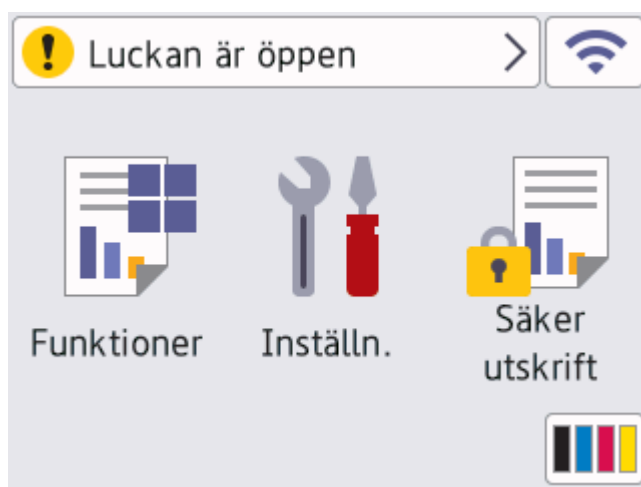 Luckan är öppen
Funktioner
Inställn.
Säker
utskrift